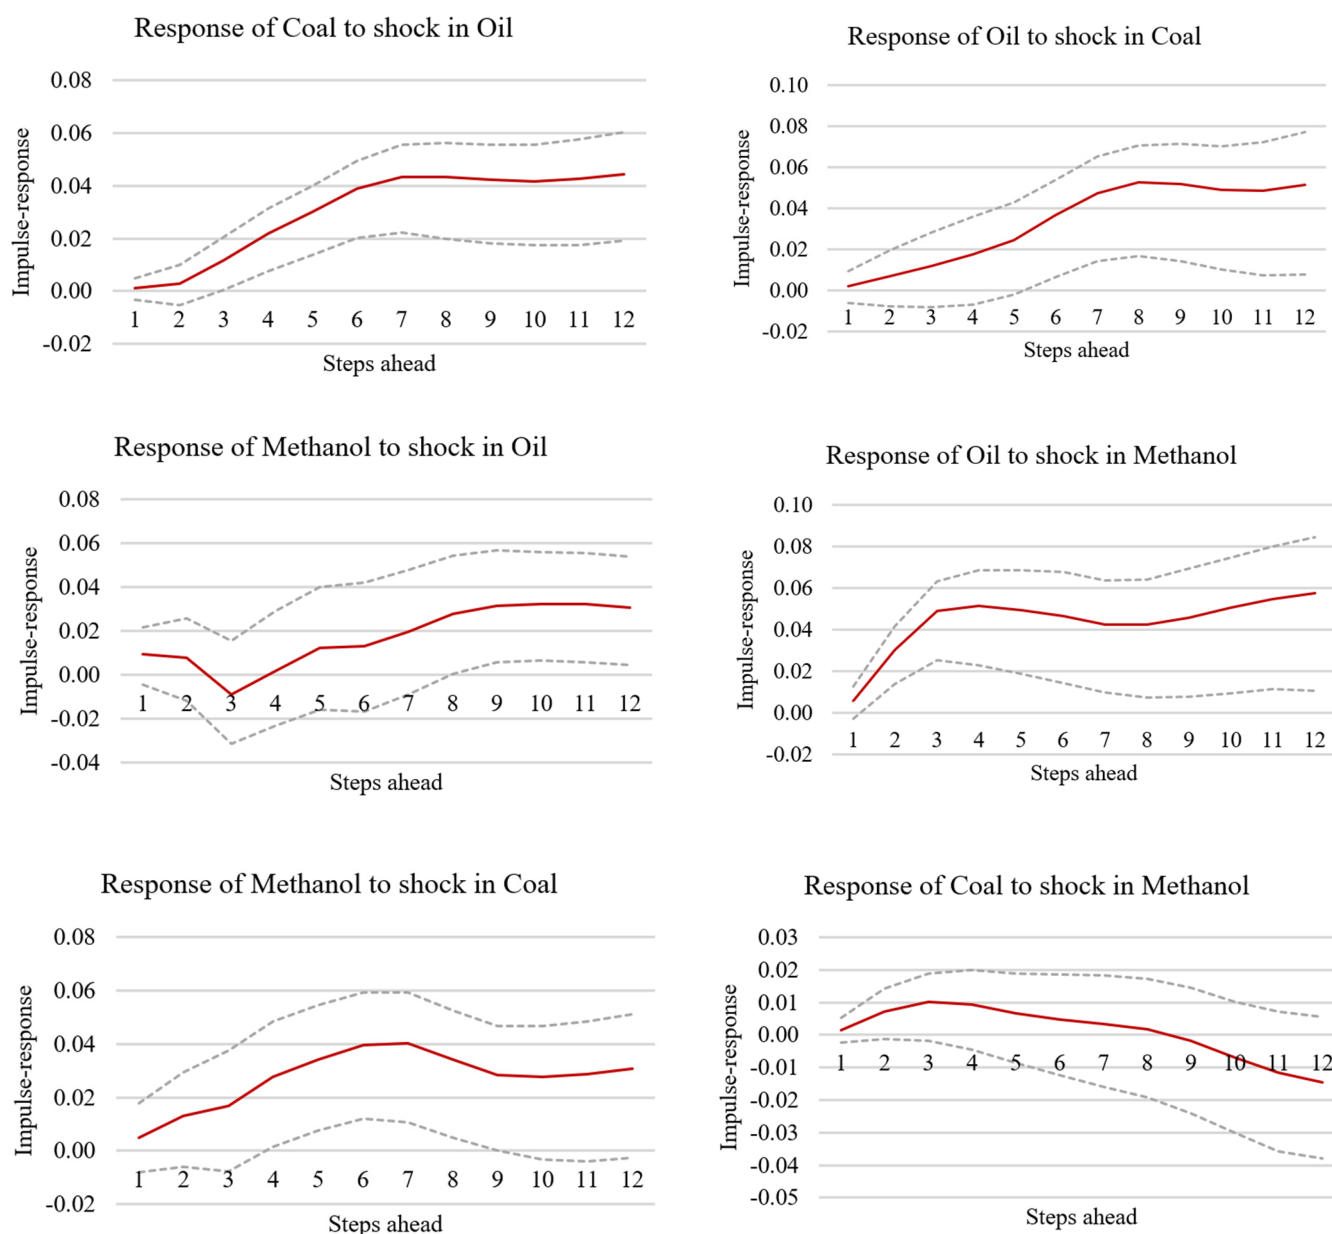 Response of Coal to shock in Oil
Impulse-response
0.08
0.06
0.04
0.02
0.00
-0.02
1 2 3 4 5 6 7 8 9 10 11 12
Steps ahead
Response of Oil to shock in Coal
Impulse-response
0.10
0.08
0.06
0.04
0.02
0.00
-0.02
1 2 3 4 5 6 7 8 9 10 11 12
Steps ahead
Response of Methanol to shock in Oil
Impulse-response
0.08
0.06
0.04
0.02
0.00
-0.02
-0.04
1 2 3 4 5 6 7 8 9 10 11 12
Steps ahead
Response of Oil to shock in Methanol
Impulse-response
0.10
0.08
0.06
0.04
0.02
0.00
-0.02
1 2 3 4 5 6 7 8 9 10 11 12
Steps ahead
Response of Methanol to shock in Coal
Impulse-response
0.08
0.06
0.04
0.02
0.00
-0.02
1 2 3 4 5 6 7 8 9 10 11 12
Steps ahead
Response of Coal to shock in Methanol
Impulse-response
0.03
0.02
0.01
0.00
-0.01
-0.02
-0.03
-0.04
-0.05
1 2 3 4 5 6 7 8 9 10 11 12
Steps ahead